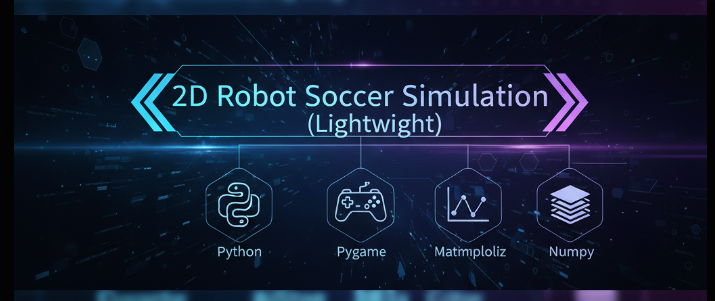 2D Robot Soccer Simulation
(Lightwight)
Python
Pygame
Matmploliz
Numpy